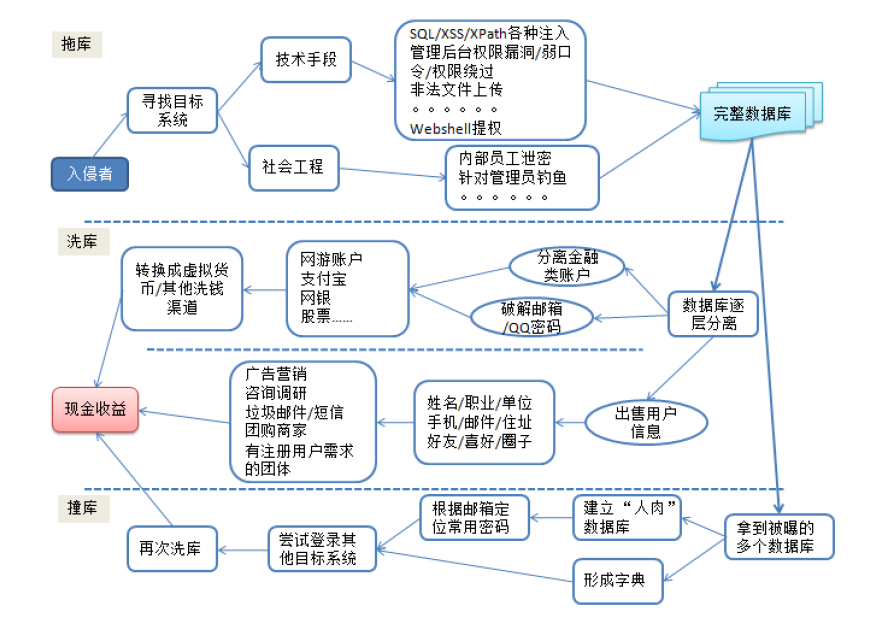 拖库
技术手段
SQL/XSS/XPath各种注入
管理后台权限漏洞/弱口
令/权限绕过
非法文件上传
。。。。。。
Webshell提权
寻找目标
系统
完整数据库
入侵者
社会工程
内部员工泄密
针对管理员钓鱼
。。。。。。
洗库
转换成虚拟货
币/其他洗钱
渠道
网游账户
支付宝
网银
股票……
分离金融
类账户
破解邮箱
/QQ密码
数据库逐
层分离
现金收益
广告营销
咨询调研
垃圾邮件/短信
团购商家
有注册用户需求
的团体
姓名/职业/单位
手机/邮件/住址
好友/喜好/圈子
出售用户
信息
撞库
再次洗库
尝试登录其
他目标系统
根据邮箱定
位常用密码
建立“人肉”
数据库
形成字典
拿到被曝的
多个数据库